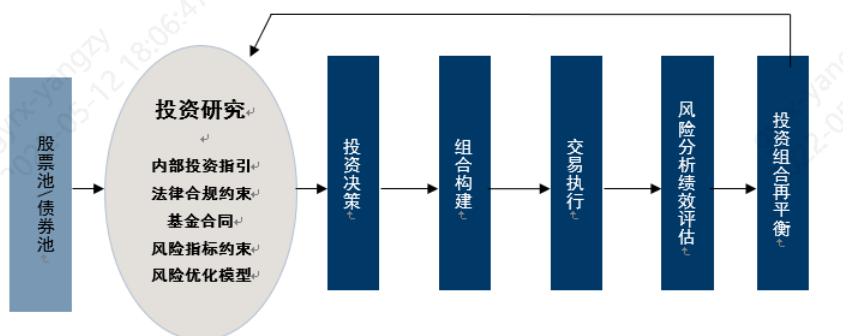 股票池\债券池
投资研究
内部投资指引
法律合规约束
基金合同
风险指标约束
风险优化模型
投资决策
组合构建
交易执行
风险分析绩效评估
投资组合再平衡